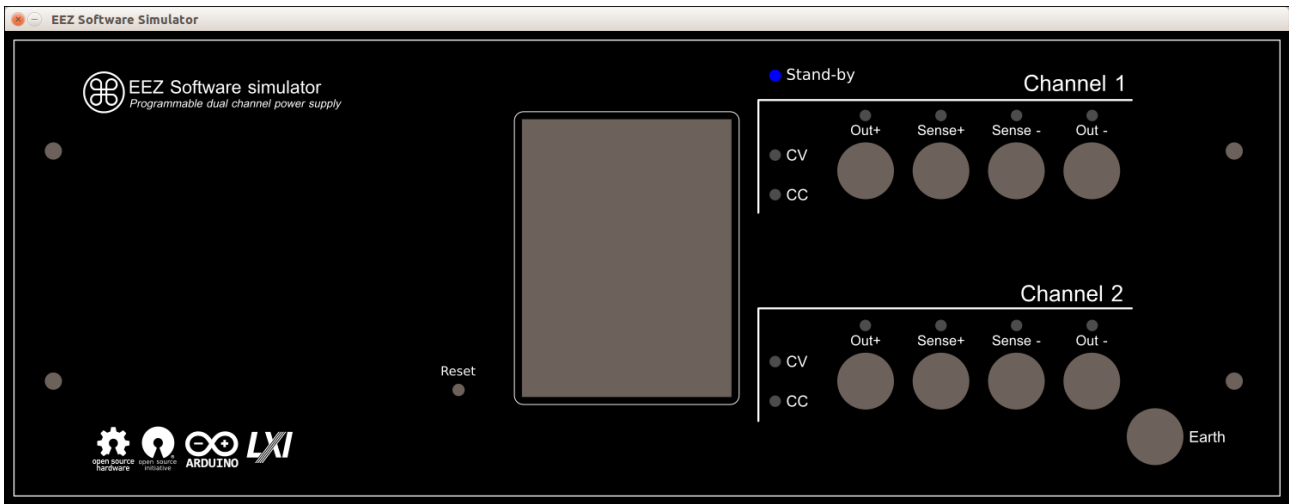 EEZ Software Simulator
EEZ Software simulator
Programmable dual channel power supply
Stand-by
Channel 1
Out+ Sense+ Sense - Out -
CV
CC
Channel 2
Out+ Sense+ Sense - Out -
CV
CC
Reset
Earth
open source
hardware
open source
initiative
ARDUINO
LXI